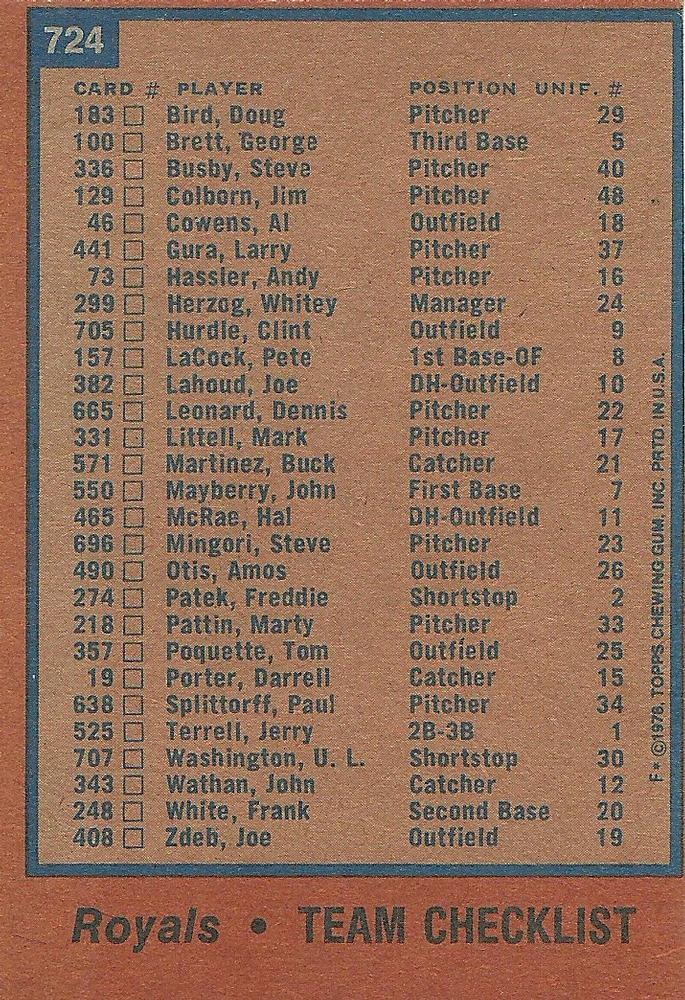 724
CARD # PLAYER POSITION UNIF. #
183 □ Bird, Doug Pitcher 29
100 □ Brett, George Third Base 5
336 □ Busby, Steve Pitcher 40
129 □ Colborn, Jim Pitcher 48
46 □ Cowens, Al Outfield 18
441 □ Gura, Larry Pitcher 37
73 □ Hassler, Andy Pitcher 16
299 □ Herzog, Whitey Manager 24
705 □ Hurdle, Clint Outfield 9
157 □ LaCock, Pete 1st Base-OF 8
382 □ Lahoud, Joe DH-Outfield 10
665 □ Leonard, Dennis Pitcher 22
331 □ Littell, Mark Pitcher 17
571 □ Martinez, Buck Catcher 21
550 □ Mayberry, John First Base 7
465 □ McRae, Hal DH-Outfield 11
696 □ Mingori, Steve Pitcher 23
490 □ Otis, Amos Outfield 26
274 □ Patek, Freddie Shortstop 2
218 □ Pattin, Marty Pitcher 33
357 □ Poquette, Tom Outfield 25
19 □ Porter, Darrell Catcher 15
638 □ Splittorff, Paul Pitcher 34
525 □ Terrell, Jerry 2B-3B 1
707 □ Washington, U. L. Shortstop 30
343 □ Wathan, John Catcher 12
248 □ White, Frank Second Base 20
408 □ Zdeb, Joe Outfield 19
F* ©1978, TOPPS CHEWING GUM, INC. PRTD. IN U.S.A.
Royals • TEAM CHECKLIST